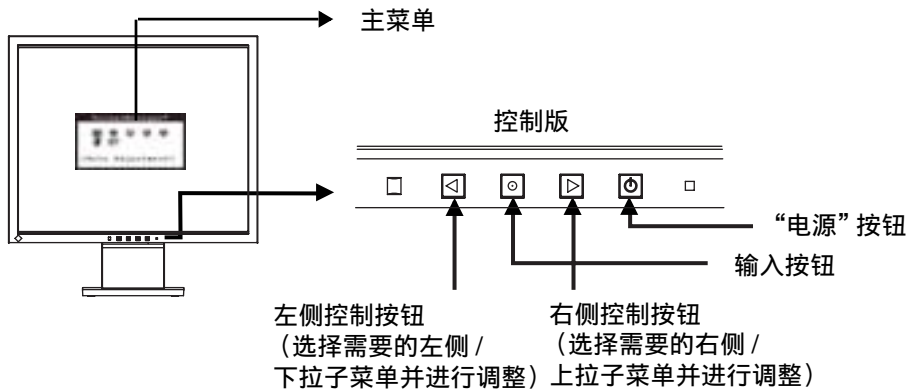 主菜单
控制版
“电源”按钮
输入按钮
左侧控制按钮
（选择需要的左侧 /
下拉子菜单并进行调整）
右侧控制按钮
（选择需要的右侧 /
上拉子菜单并进行调整）